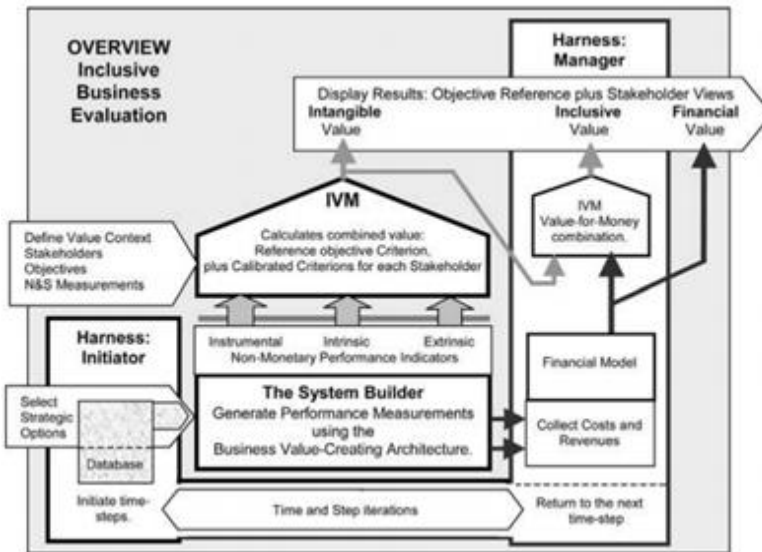 OVERVIEW
Inclusive
Business
Evaluation
Harness:
Manager
Display Results: Objective Reference plus Stakeholder Views
Intangible
Value
Inclusive
Value
Financial
Value
IVM
Calculates combined value:
Reference objective Criterion,
plus Calibrated Criterions for each Stakeholder
IVM
Value-for-Money
combination.
Define Value Context
Stakeholders
Objectives
N&S Measurements
Harness:
Initiator
Instrumental
Intrinsic
Extrinsic
Non-Monetary Performance Indicators
Financial Model
Select
Strategic
Options
Database
The System Builder
Generate Performance Measurements
using the
Business Value-Creating Architecture.
Collect Costs and
Revenues
Initiate time-
steps.
Time and Step iterations
Return to the next
time-step